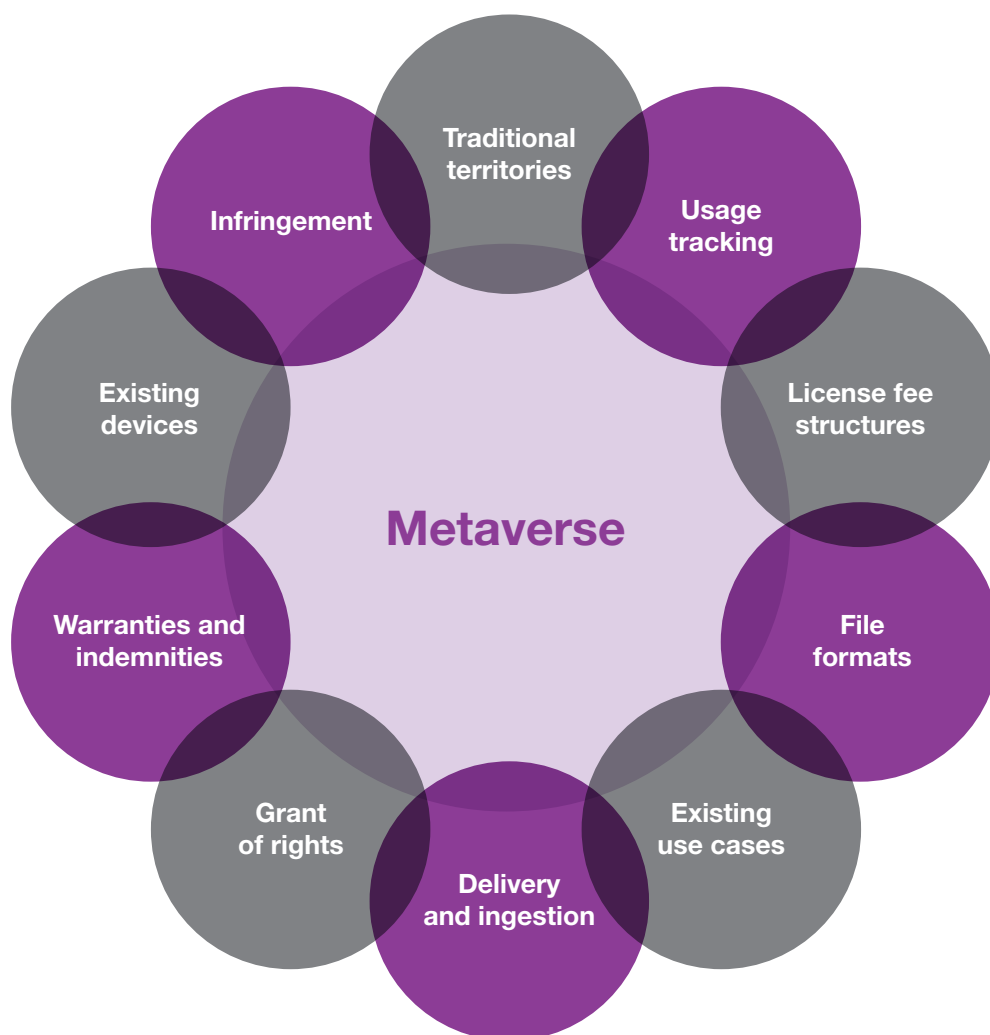 Traditional
territories
Usage
tracking
License fee
structures
File
formats
Existing
use cases
Delivery
and ingestion
Grant
of rights
Warranties and
indemnities
Existing
devices
Infringement
Metaverse